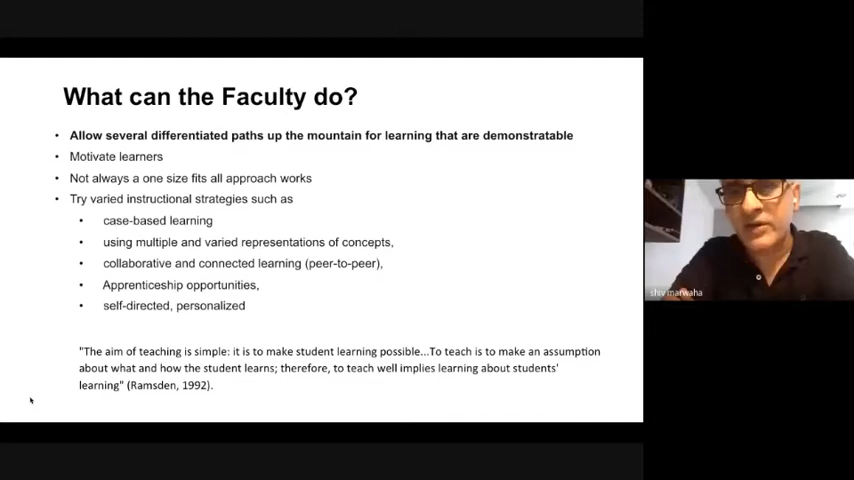 What can the Faculty do?
• Allow several differentiated paths up the mountain for learning that are demonstratable
• Motivate learners
• Not always a one size fits all approach works
• Try varied instructional strategies such as
• case-based learning
• using multiple and varied representations of concepts,
• collaborative and connected learning (peer-to-peer),
• Apprenticeship opportunities,
• self-directed, personalized
"The aim of teaching is simple: it is to make student learning possible...To teach is to make an assumption
about what and how the student learns; therefore, to teach well implies learning about students'
learning" (Ramsden, 1992).
shiv marwaha